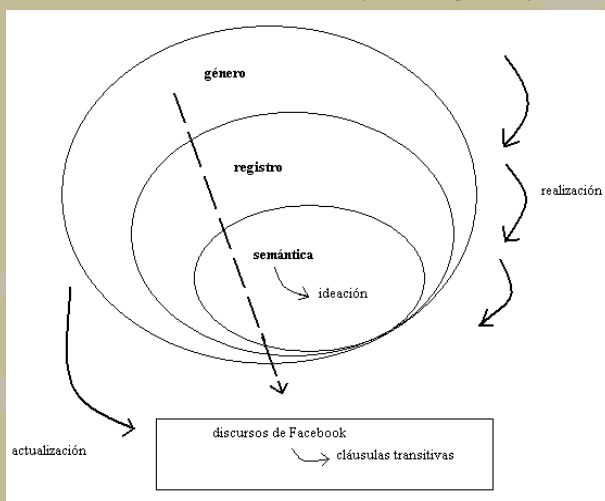 género
registro
realización
semántica
ideación
discursos de Facebook
actualización
cláusulas transitivas